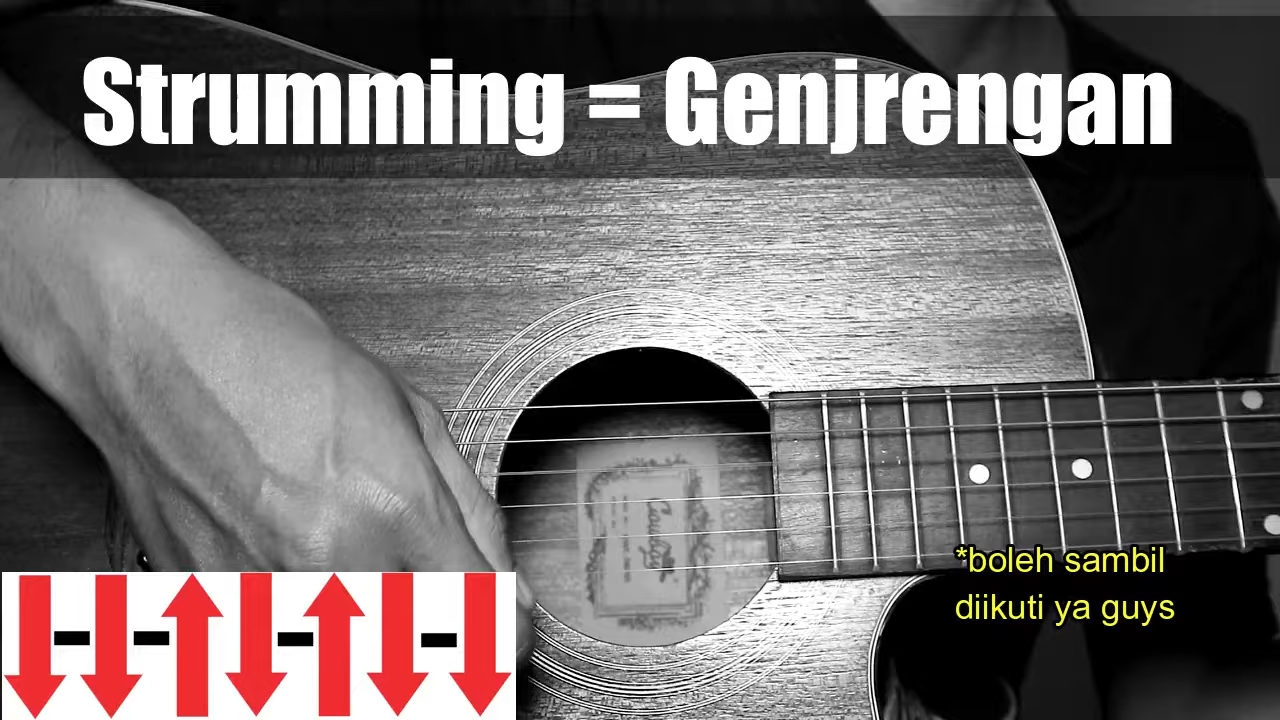 Strumming = Genjrengan
*boleh sambil
diikuti ya guys